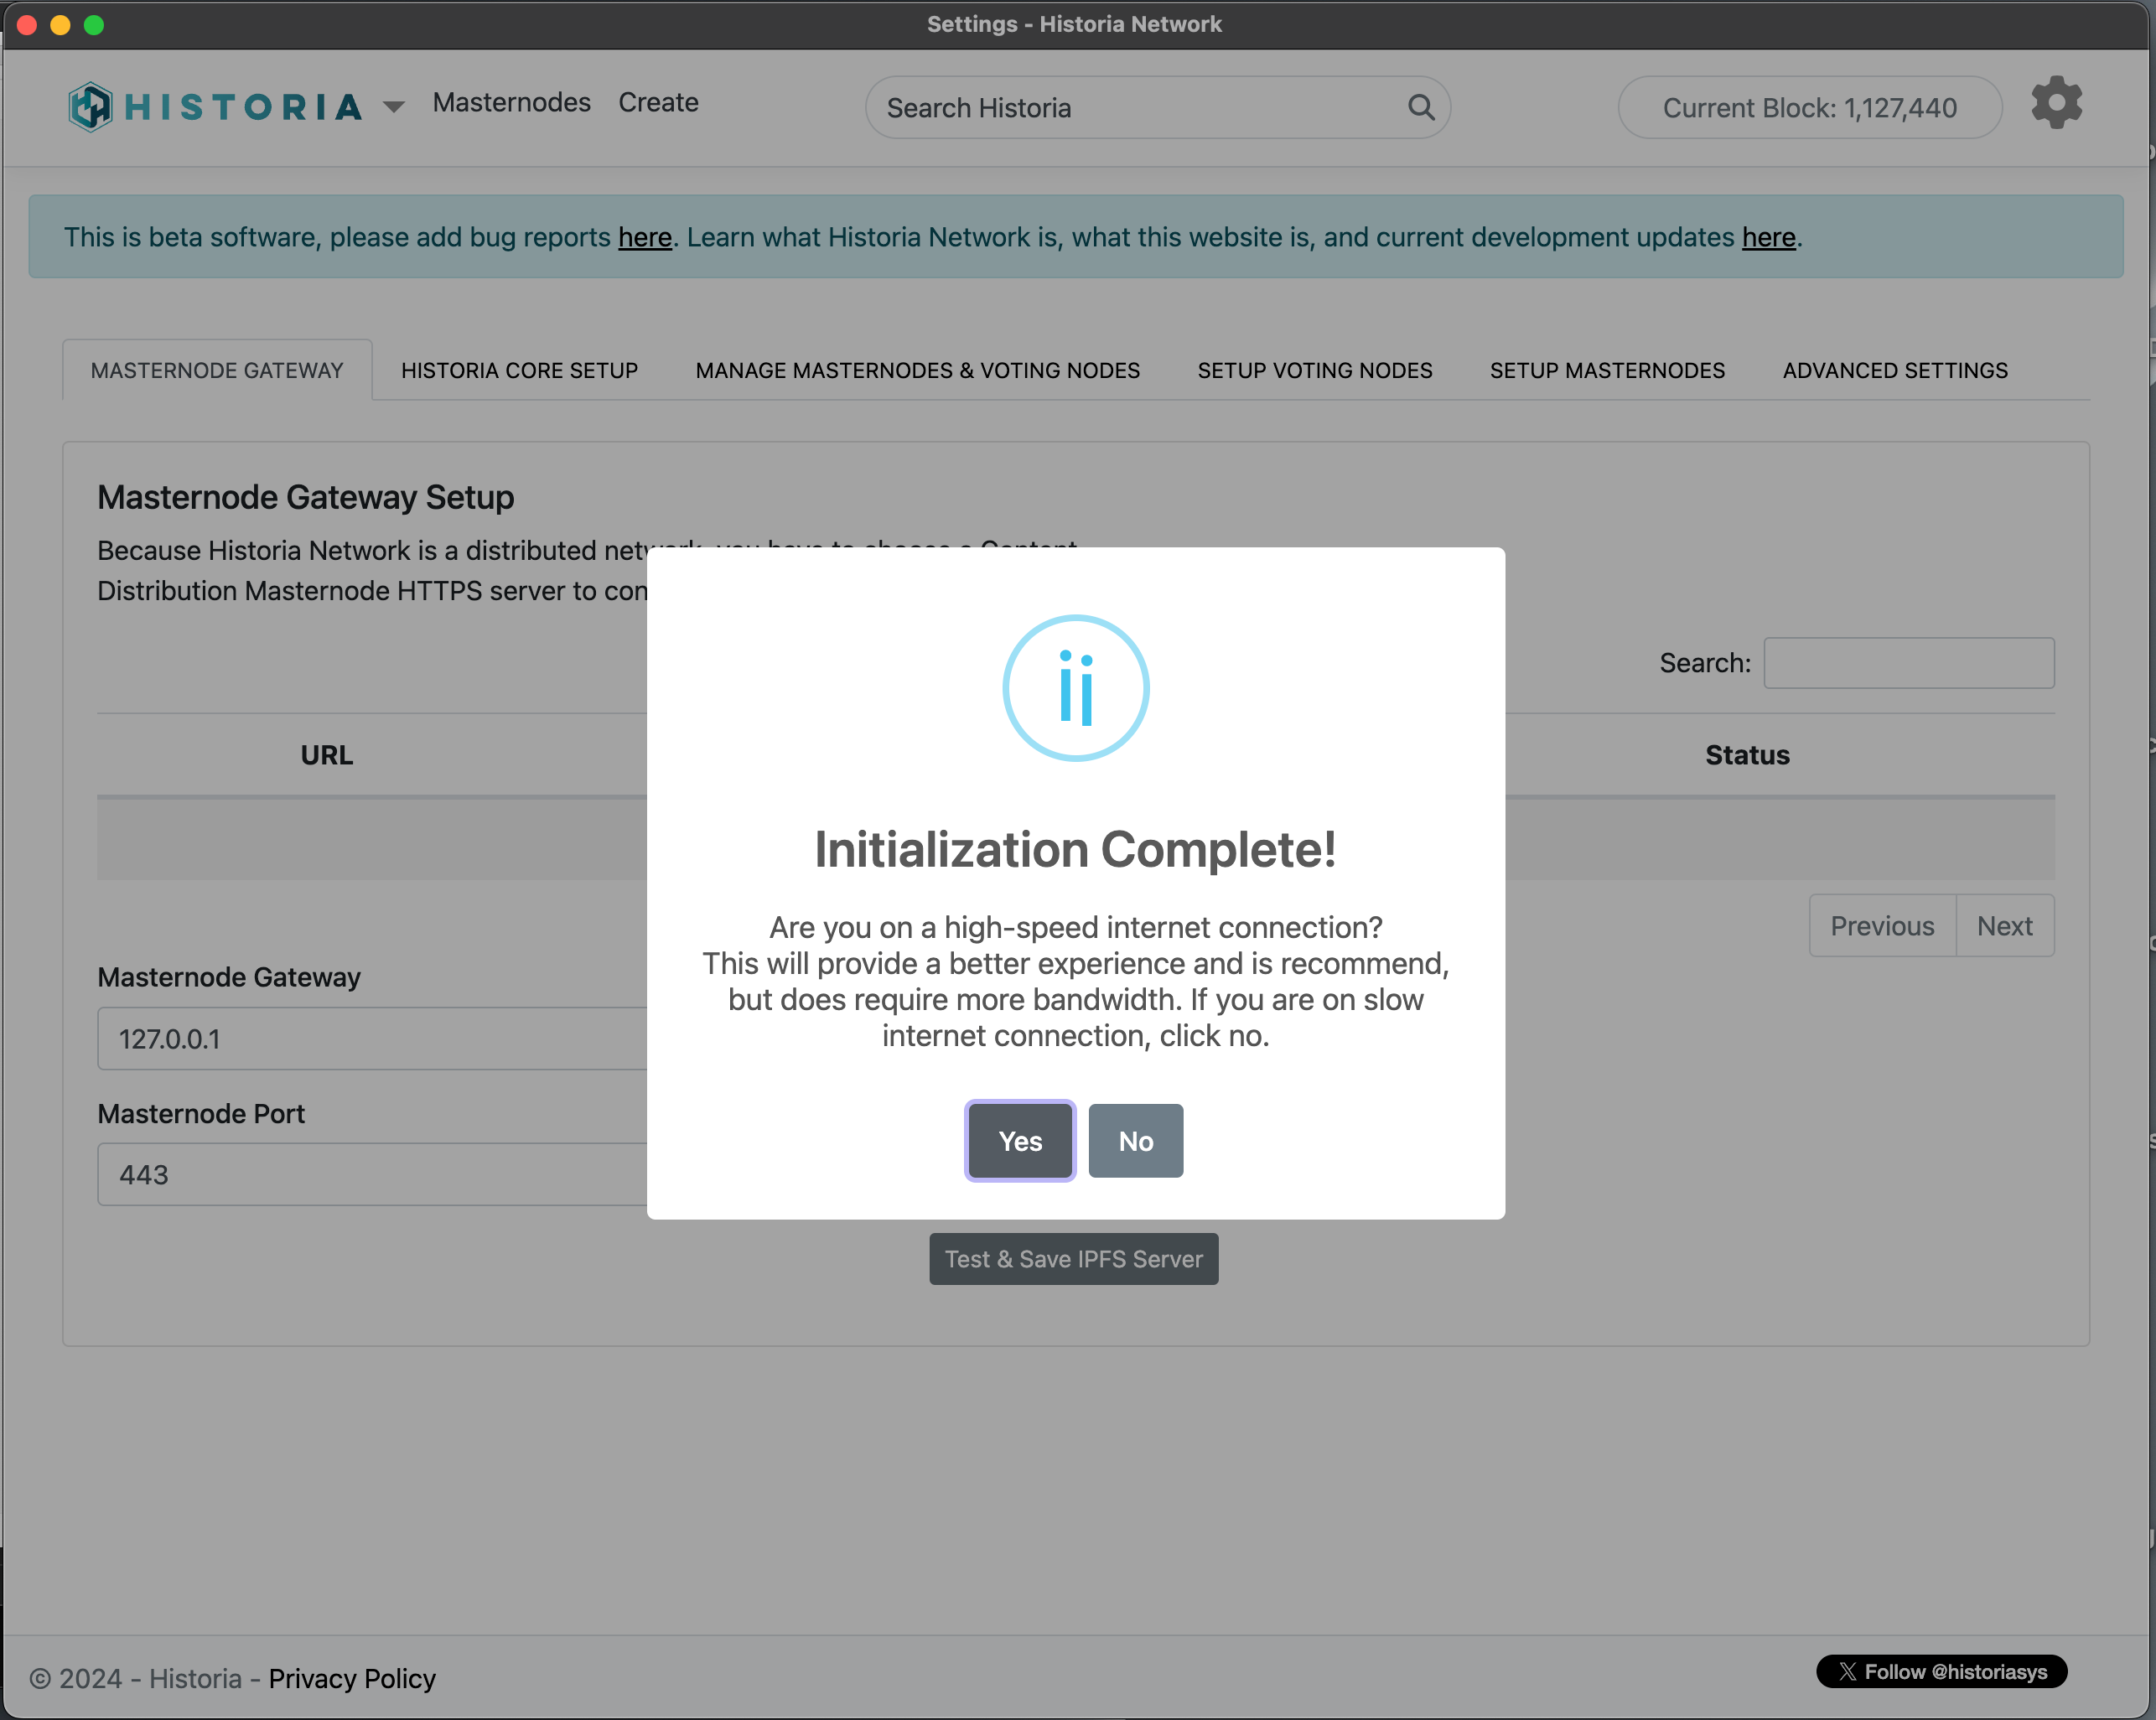 Settings - Historia Network
HISTORIA
Masternodes
Create
Search Historia
Current Block: 1,127,440
This is beta software, please add bug reports here. Learn what Historia Network is, what this website is, and current development updates here.
MASTERNODE GATEWAY
HISTORIA CORE SETUP
MANAGE MASTERNODES & VOTING NODES
SETUP VOTING NODES
SETUP MASTERNODES
ADVANCED SETTINGS
Masternode Gateway Setup
Because Historia Network is a distributed network, you have to choose a Content
Distribution Masternode HTTPS server to con
Search:
URL
Status
Previous
Next
Masternode Gateway
127.0.0.1
Masternode Port
443
Initialization Complete!
Are you on a high-speed internet connection?
This will provide a better experience and is recommend,
but does require more bandwidth. If you are on slow
internet connection, click no.
Yes
No
Test & Save IPFS Server
© 2024 - Historia - Privacy Policy
X Follow @historiasys